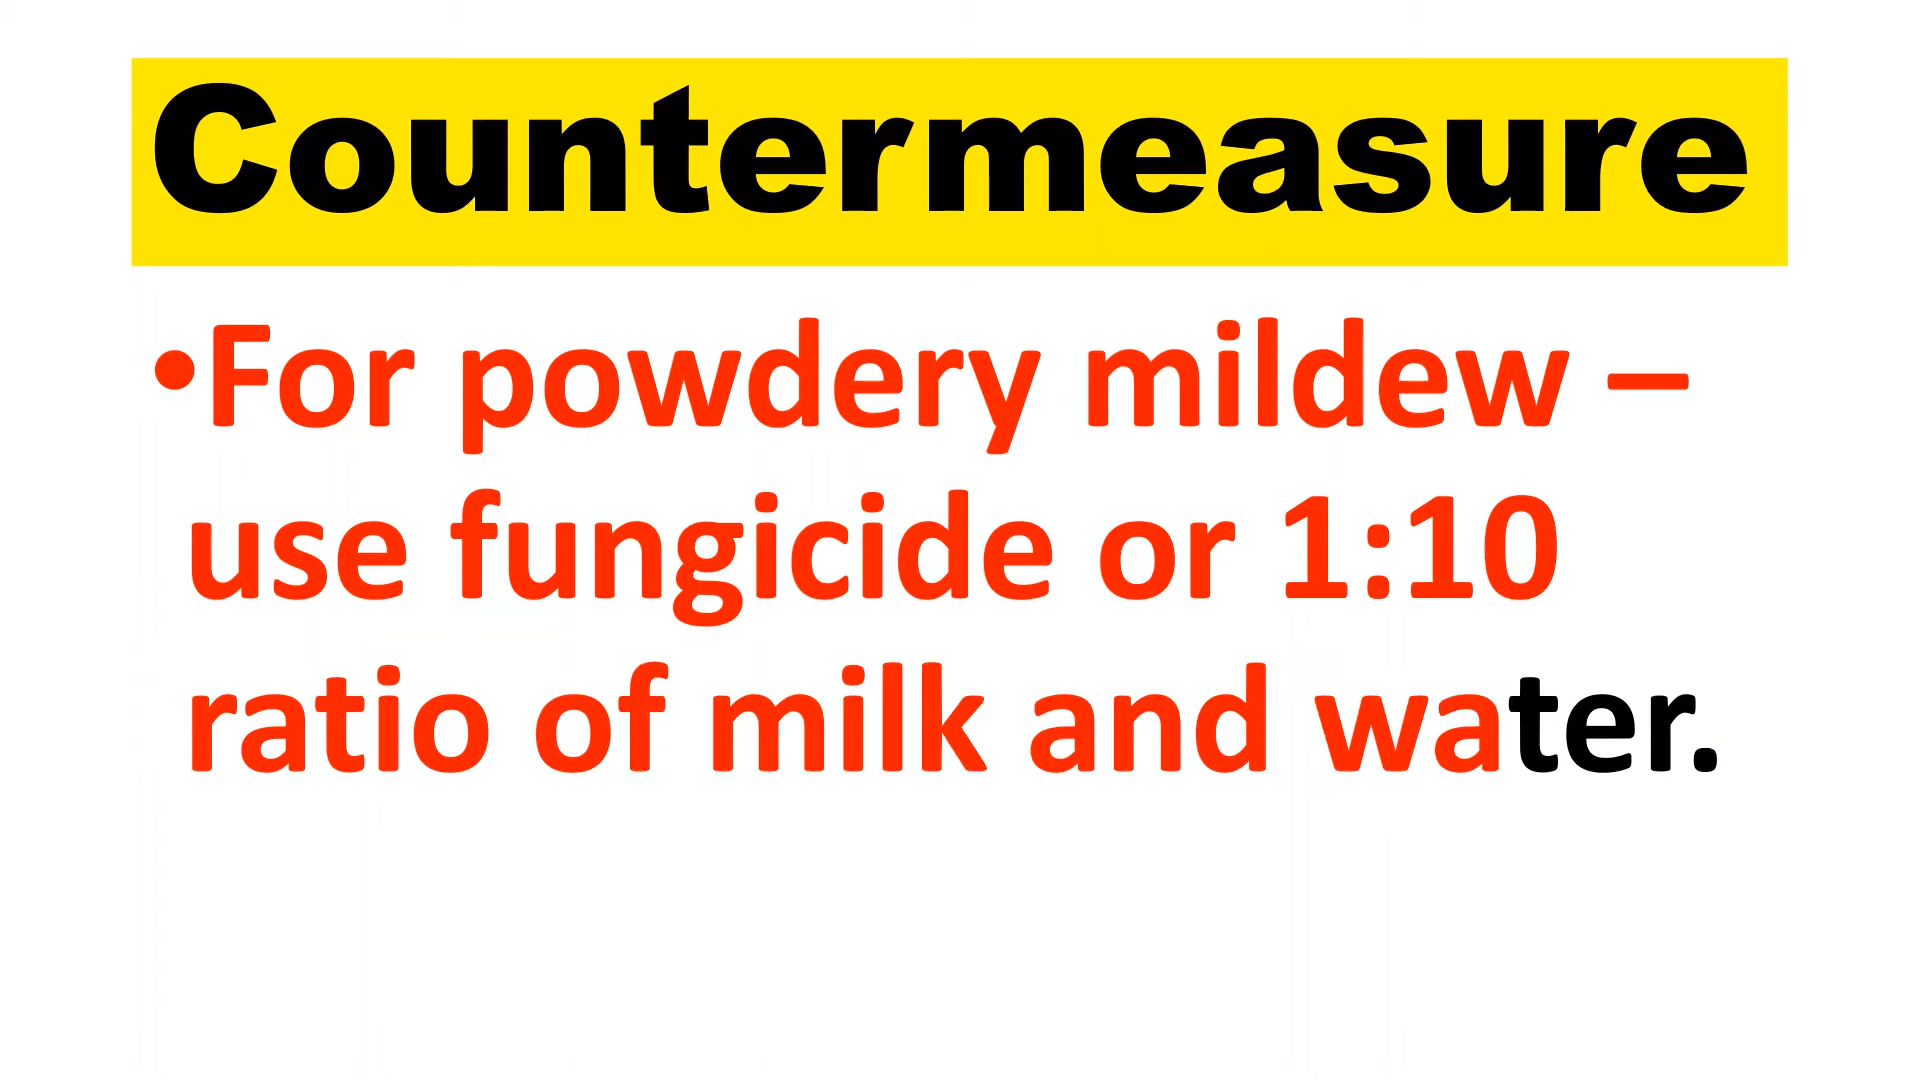 Countermeasure
•For powdery mildew –
use fungicide or 1:10
ratio of milk and water.